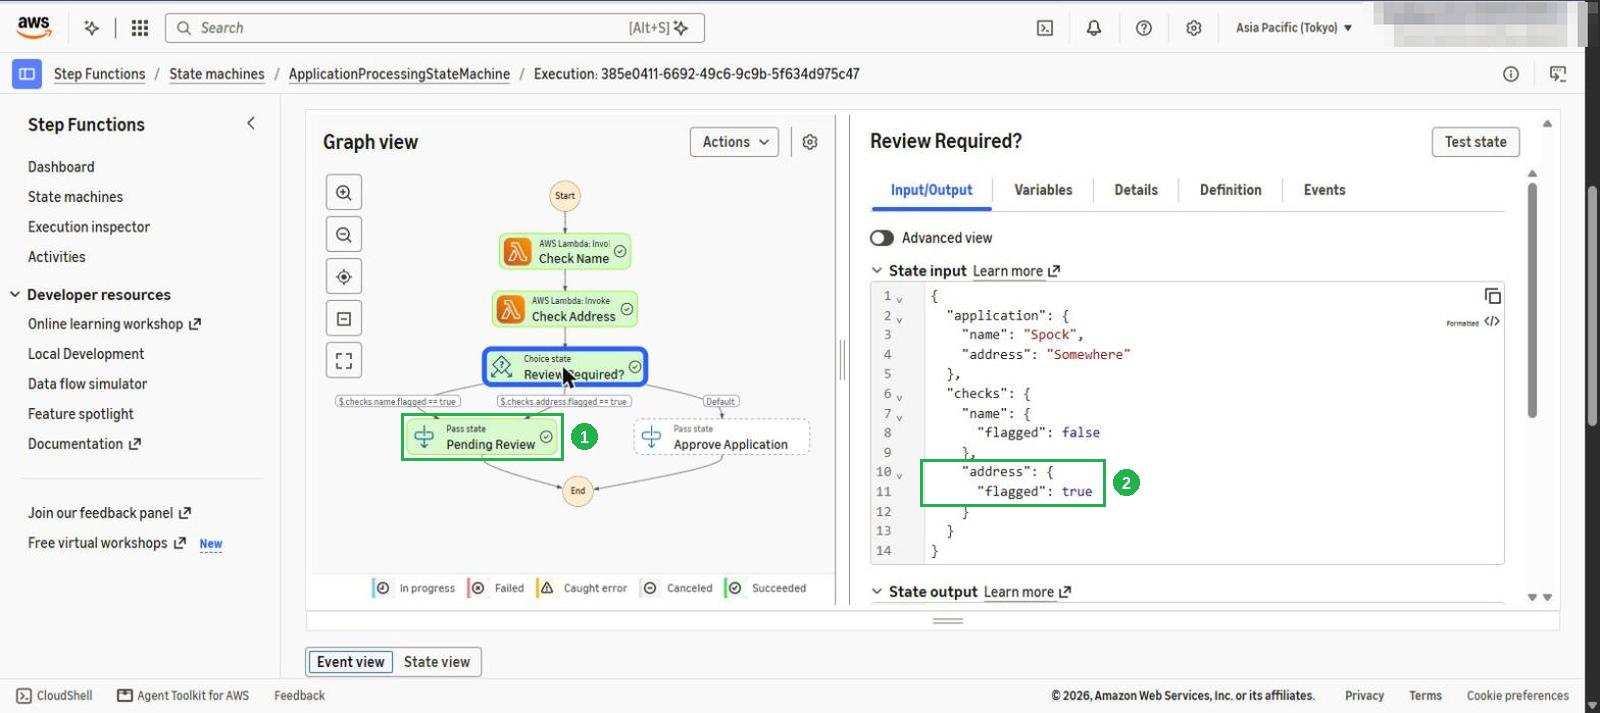 aws
Search
[Alt+S]
Asia Pacific (Tokyo)
Step Functions / State machines / ApplicationProcessingStateMachine / Execution: 385e0411-6692-49c6-9c9b-5f634d975c47
Step Functions
Dashboard
State machines
Execution inspector
Activities
Developer resources
Online learning workshop
Local Development
Data flow simulator
Feature spotlight
Documentation
Join our feedback panel
Free virtual workshops New
Graph view
Actions
Start
AWS Lambda: Invo
Check Name
AWS Lambda: Invoke
Check Address
Choice state
Review Required?
$.checks.name.flagged == true
$.checks.address.flagged == true
Default
Pass state
Pending Review
1
Pass state
Approve Application
End
In progress
Failed
Caught error
Canceled
Succeeded
Review Required?
Test state
Input/Output
Variables
Details
Definition
Events
Advanced view
State input Learn more
Formatted </>
1 {
2 "application": {
3 "name": "Spock",
4 "address": "Somewhere"
5 },
6 "checks": {
7 "name": {
8 "flagged": false
9 },
10 "address": {
11 "flagged": true
12 }
13 }
14 }
2
State output Learn more
Event view
State view
CloudShell
Agent Toolkit for AWS
Feedback
© 2026, Amazon Web Services, Inc. or its affiliates.
Privacy
Terms
Cookie preferences